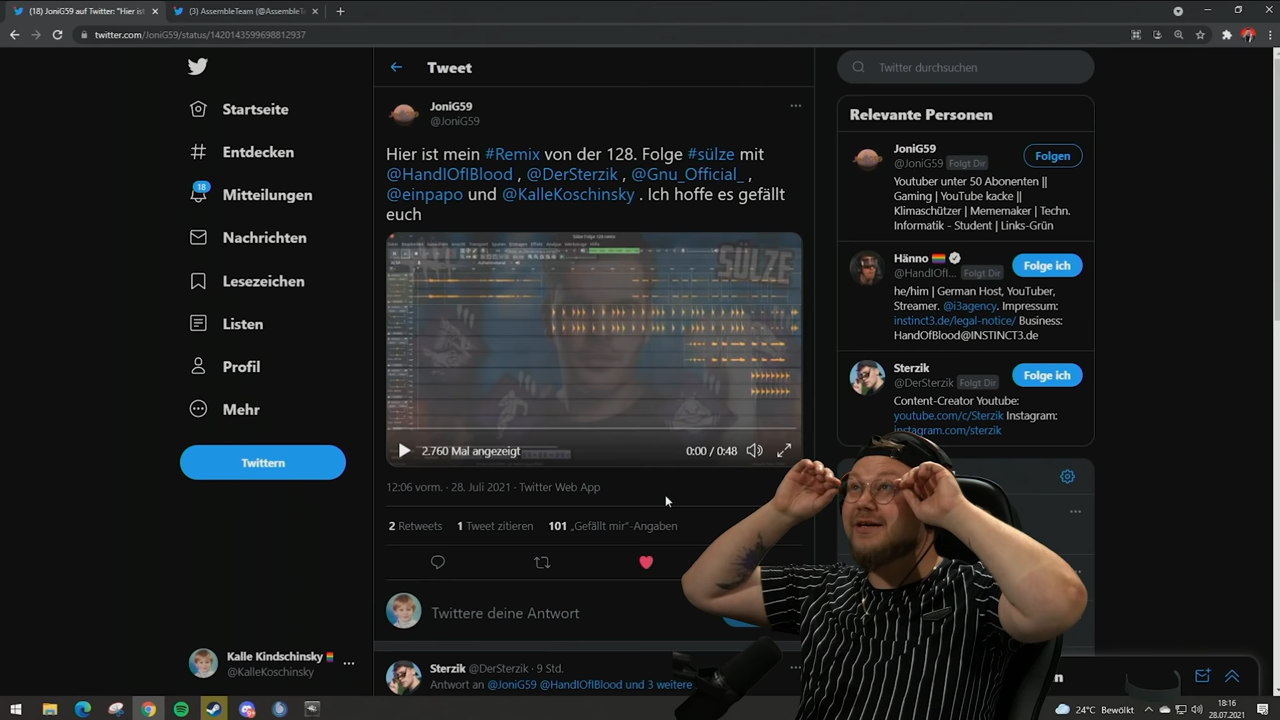 (18) JoniG59 auf Twitter: "Hier ist
(3) AssembleTeam (@AssembleT
twitter.com/JoniG59/status/1420143599698812937
Startseite
Entdecken
18
Mitteilungen
Nachrichten
Lesezeichen
Listen
Profil
Mehr
Twittern
Kalle Kindschinsky
@KalleKoschinsky
Tweet
JoniG59
@JoniG59
Hier ist mein #Remix von der 128. Folge #sülze mit
@HandIOfIBlood , @DerSterzik , @Gnu_Official_ ,
@einpapo und @KalleKoschinsky . Ich hoffe es gefällt
euch
SÜLZE
2.760 Mal angezeigt
0:00 / 0:48
12:06 vorm. · 28. Juli 2021 · Twitter Web App
2 Retweets 1 Tweet zitieren 101 „Gefällt mir“-Angaben
Twittere deine Antwort
Sterzik @DerSterzik · 9 Std.
Antwort an @JoniG59 @HandIOfIBlood und 3 weitere
Twitter durchsuchen
Relevante Personen
JoniG59
@JoniG59 Folgt Dir
Folgen
Youtuber unter 50 Abonenten ||
Gaming | YouTube kacke ||
Klimaschützer | Mememaker | Techn.
Informatik - Student | Links-Grün
Hänno
@HandIOfI... Folgt Dir
Folge ich
he/him | German Host, YouTuber,
Streamer. @i3agency. Impressum:
instinct3.de/legal-notice/ Business:
HandOfBlood@INSTINCT3.de
Sterzik
@DerSterzik Folgt Dir
Folge ich
Content-Creator Youtube:
youtube.com/c/Sterzik Instagram:
instagram.com/sterzik
24°C Bewölkt
18:16
28.07.2021